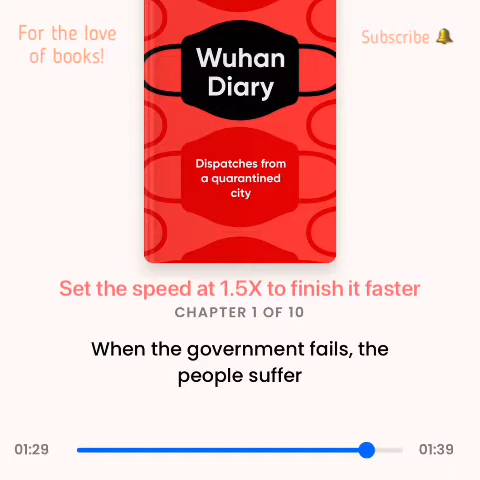 For the love
of books!
Subscribe 🔔
Wuhan
Diary
Dispatches from
a quarantined
city
Set the speed at 1.5X to finish it faster
CHAPTER 1 OF 10
When the government fails, the
people suffer
01:29
01:39